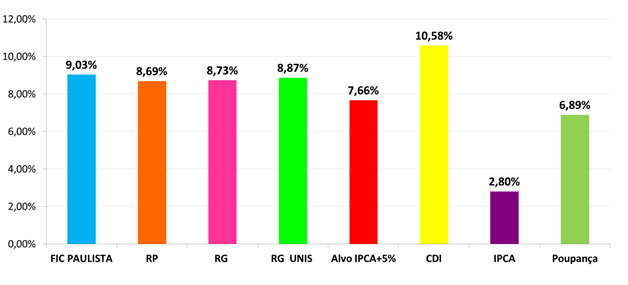 12,00%
10,00%
8,00%
6,00%
4,00%
2,00%
0,00%
9,03%
8,69%
8,73%
8,87%
7,66%
10,58%
2,80%
6,89%
FIC PAULISTA
RP
RG
RG UNIS
Alvo IPCA+5%
CDI
IPCA
Poupança